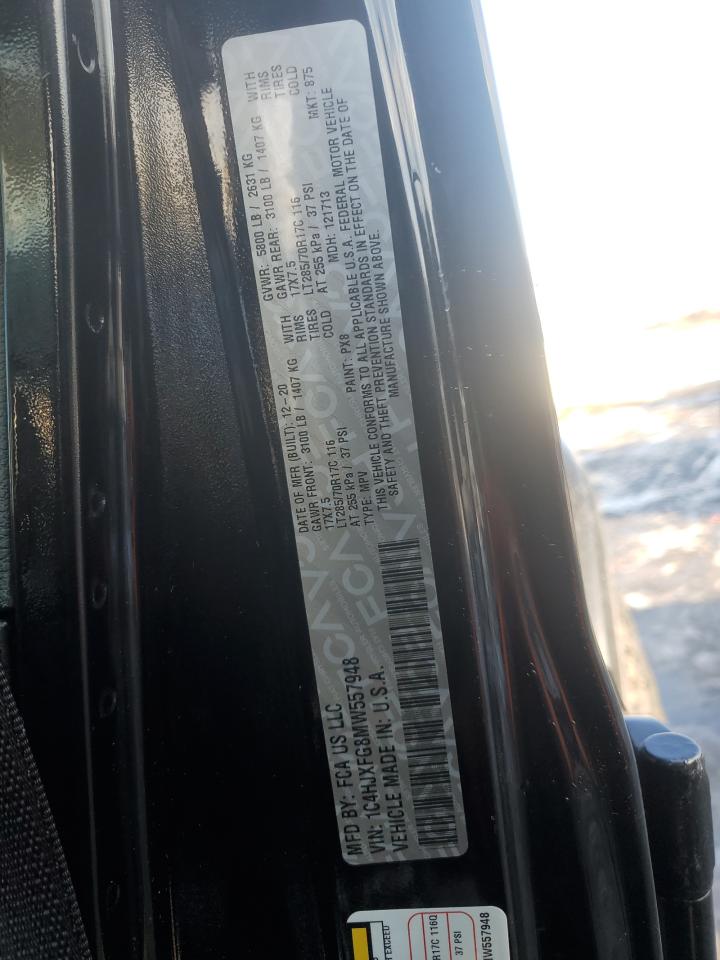 MFD BY: FCA US LLC
DATE OF MFR (BUILT): 12-20
GVWR: 5800 LB / 2631 KG
GAWR FRONT: 3100 LB / 1407 KG WITH
17X7.5 RIMS
LT285/70R17C 116 TIRES
AT 255 kPa / 37 PSI COLD
GAWR REAR: 3100 LB / 1407 KG WITH
17X7.5 RIMS
LT285/70R17C 116 TIRES
AT 255 kPa / 37 PSI COLD
VIN: 1C4HJXFG8MW557948
TYPE: MPV
PAINT: PX8
MDH: 121713
MKT: 875
VEHICLE MADE IN: U.S.A.
THIS VEHICLE CONFORMS TO ALL APPLICABLE U.S.A. FEDERAL MOTOR VEHICLE
SAFETY AND THEFT PREVENTION STANDARDS IN EFFECT ON THE DATE OF
MANUFACTURE SHOWN ABOVE.
T EXCEED
R17C 116Q
37 PSI
W557948